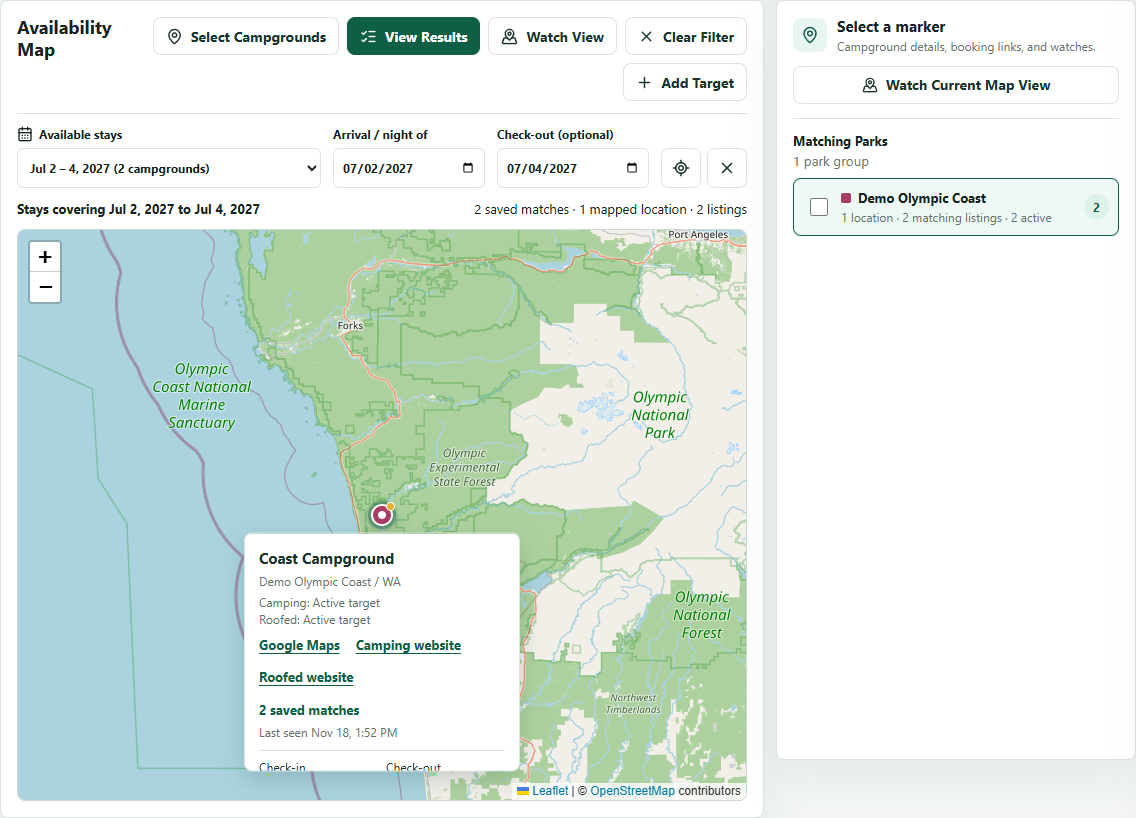 Availability
Map
Select Campgrounds
View Results
Watch View
Clear Filter
Add Target
Available stays
Arrival / night of
Check-out (optional)
Jul 2 – 4, 2027 (2 campgrounds)
07/02/2027
07/04/2027
Stays covering Jul 2, 2027 to Jul 4, 2027
2 saved matches · 1 mapped location · 2 listings
+
−
Port Angeles
Forks
Olympic
Coast National
Marine
Sanctuary
Olympic
National
Park
Olympic
Experimental
State Forest
Coast Campground
Demo Olympic Coast / WA
Camping: Active target
Roofed: Active target
Google Maps
Camping website
Roofed website
2 saved matches
Last seen Nov 18, 1:52 PM
Check-in
Check-out
Olympic
National
Forest
Northwest
Timberlands
Leaflet | © OpenStreetMap contributors
Select a marker
Campground details, booking links, and watches.
Watch Current Map View
Matching Parks
1 park group
Demo Olympic Coast
1 location · 2 matching listings · 2 active
2